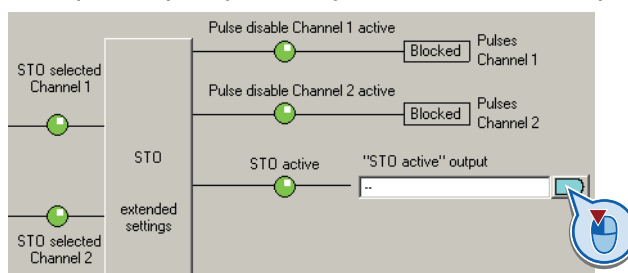 Pulse disable Channel 1 active
Blocked
Pulses
Channel 1
STO selected
Channel 1
Pulse disable Channel 2 active
Blocked
Pulses
Channel 2
STO
STO active
"STO active" output
--
extended
settings
STO selected
Channel 2